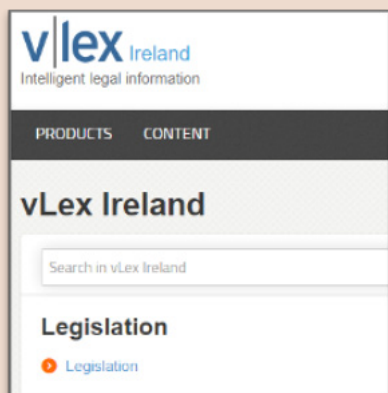 v|lex Ireland
Intelligent legal information
PRODUCTS CONTENT
vLex Ireland
Search in vLex Ireland
Legislation
Legislation